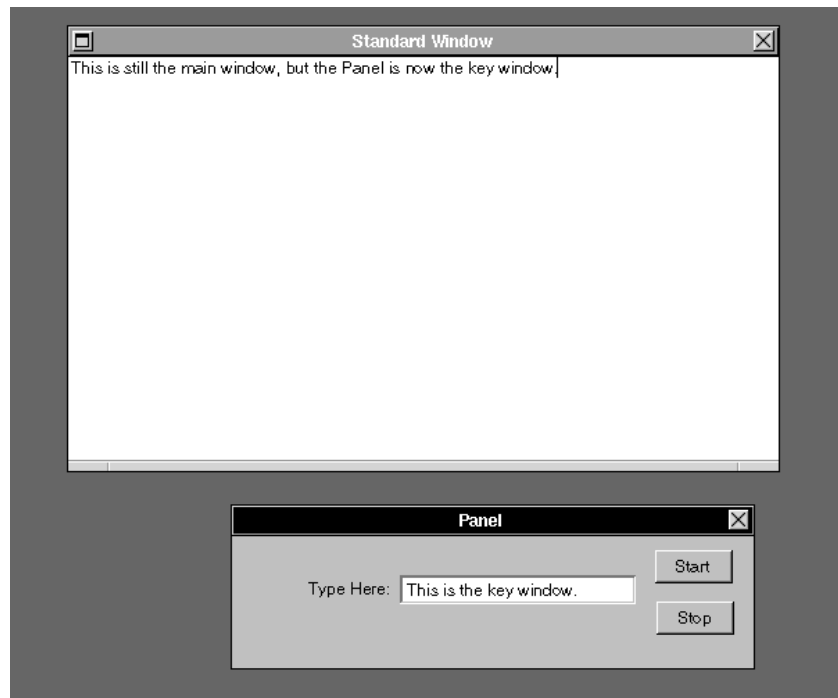 Standard Window
This is still the main window, but the Panel is now the key window.
Panel
Start
Type Here: This is the key window.
Stop